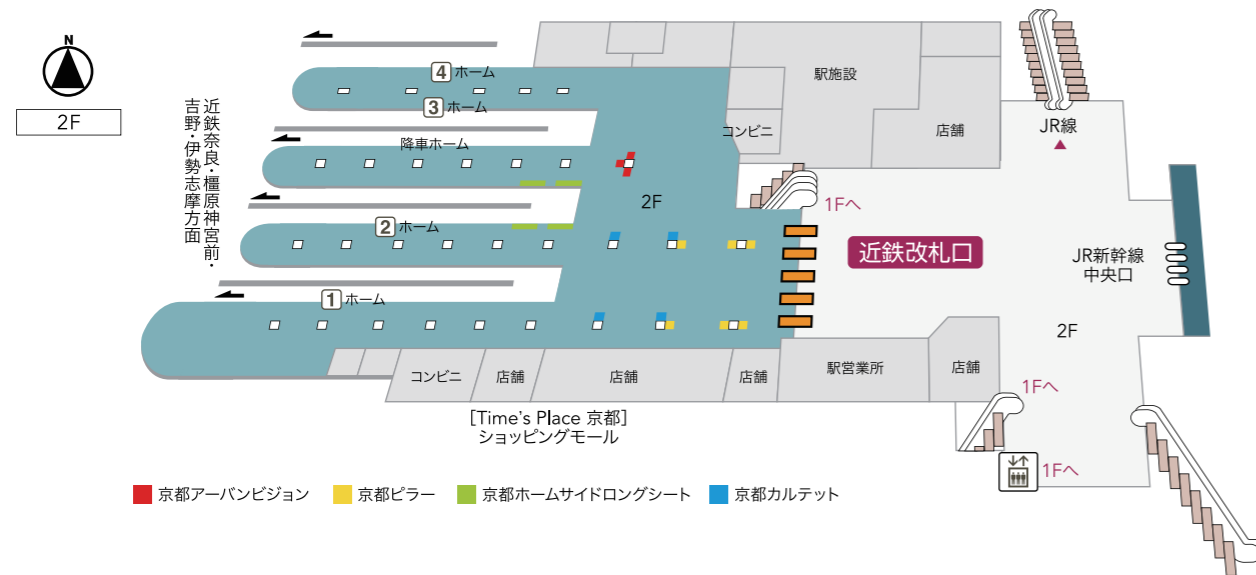 N
2F
近鉄奈良・橿原神宮前・
吉野・伊勢志摩方面
4 ホーム
3 ホーム
降車ホーム
2 ホーム
1 ホーム
2F
駅施設
コンビニ
店舗
JR線
1Fへ
近鉄改札口
JR新幹線
中央口
2F
コンビニ
店舗
店舗
店舗
駅営業所
店舗
1Fへ
1Fへ
[Time's Place 京都]
ショッピングモール
京都アーバンビジョン
京都ピラー
京都ホームサイドロングシート
京都カルテット